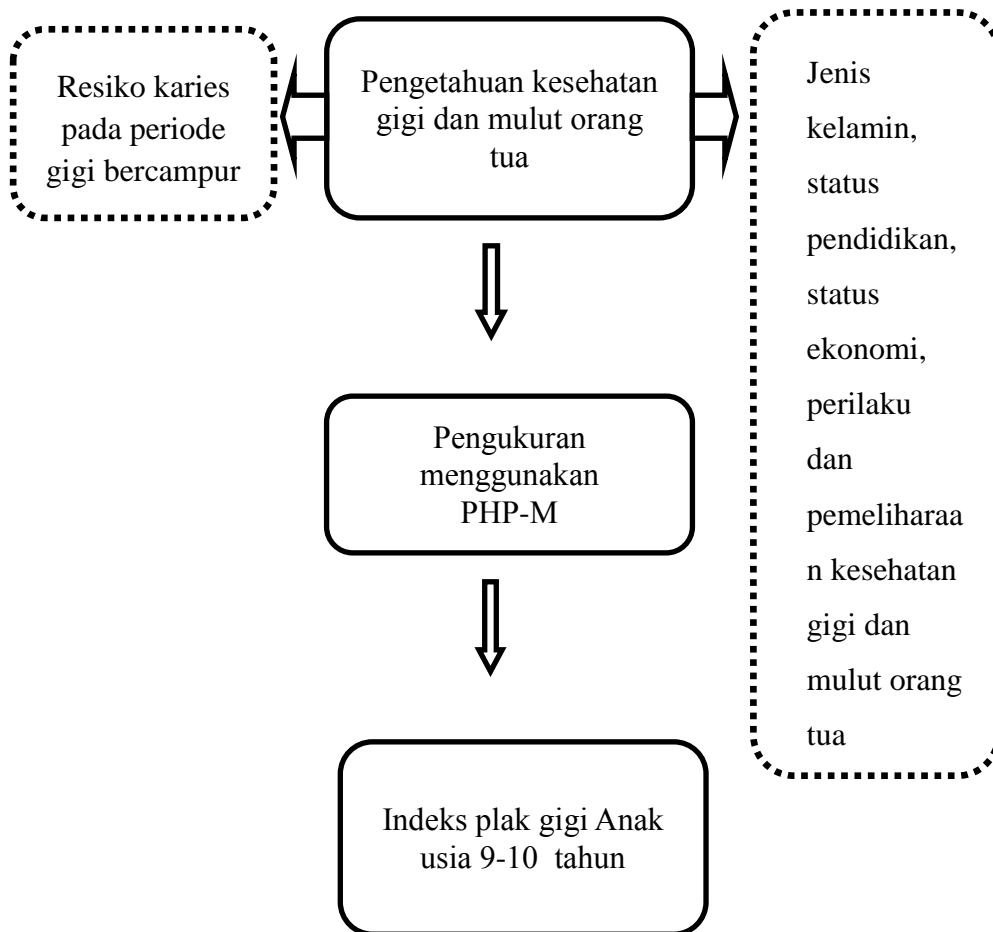 Resiko karies
pada periode
gigi bercampur
Pengetahuan kesehatan
gigi dan mulut orang
tua
Jenis
kelamin,
status
pendidikan,
status
ekonomi,
perilaku
dan
pemeliharaa
n kesehatan
gigi dan
mulut orang
tua
Pengukuran
menggunakan
PHP-M
Indeks plak gigi Anak
usia 9-10 tahun